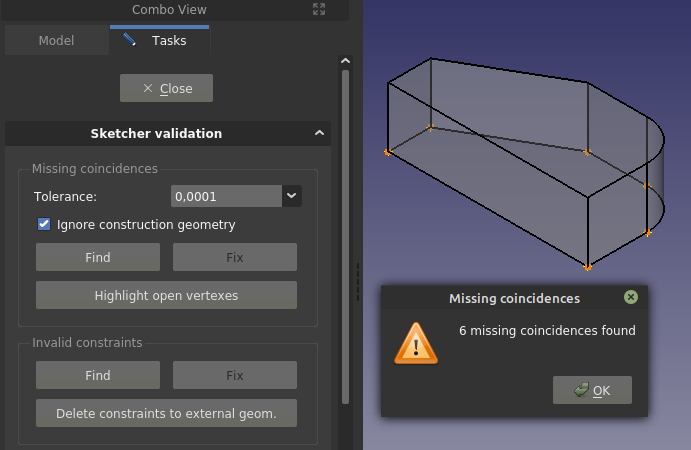 Combo View
Model
Tasks
Close
Sketcher validation
Missing coincidences
Tolerance:
0,0001
Ignore construction geometry
Find
Fix
Highlight open vertexes
Invalid constraints
Find
Fix
Delete constraints to external geom.
Missing coincidences
6 missing coincidences found
OK